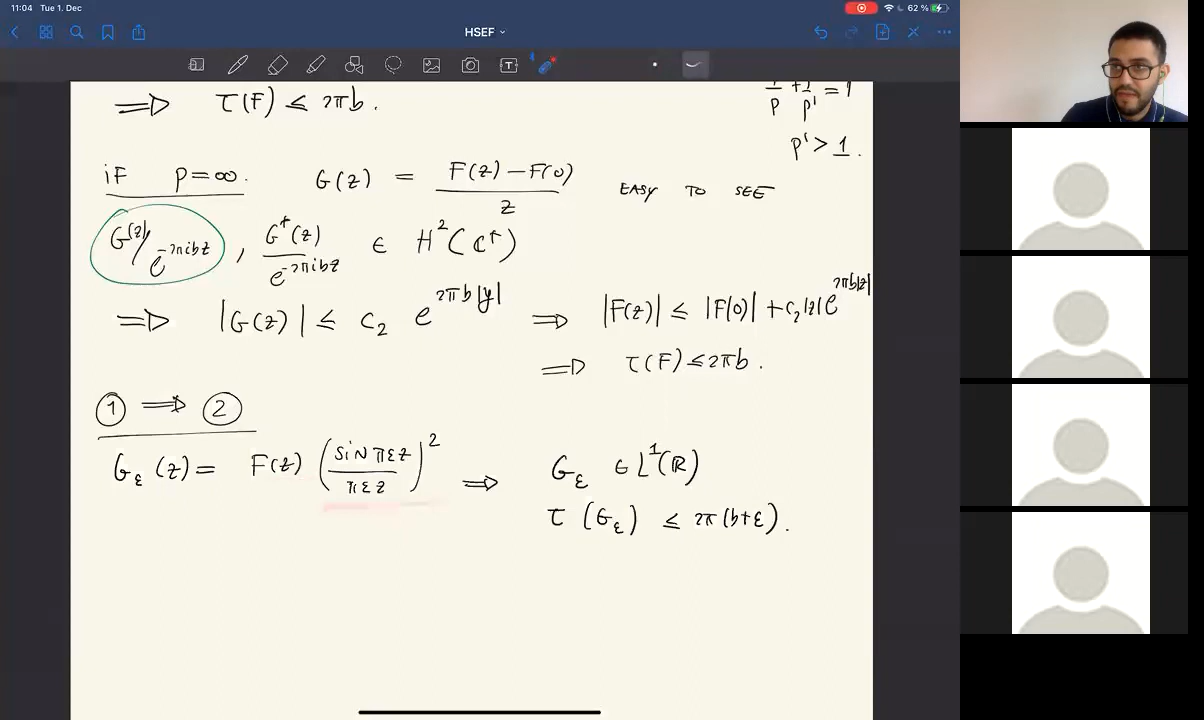 11:04 Tue 1. Dec
62 %
HSEF
⟹ τ(F) ≤ 2πb.
1/p + 1/p' = 1
p' > 1.
if p=∞. G(z) = (F(z) − F(0))/z EASY TO SEE
G(z)/e^{-2πibz}, G*(z)/e^{-2πibz} ∈ H²(C⁺)
⟹ |G(z)| ≤ c₂ e^{2πb|y|} ⟹ |F(z)| ≤ |F(0)| + c₂|z|e^{2πb|z|}
⟹ τ(F) ≤ 2πb.
① ⟹ ②
G_ε(z) = F(z) (sin πεz / πεz)² ⟹ G_ε ∈ L¹(ℝ)
τ(G_ε) ≤ 2π(b+ε).